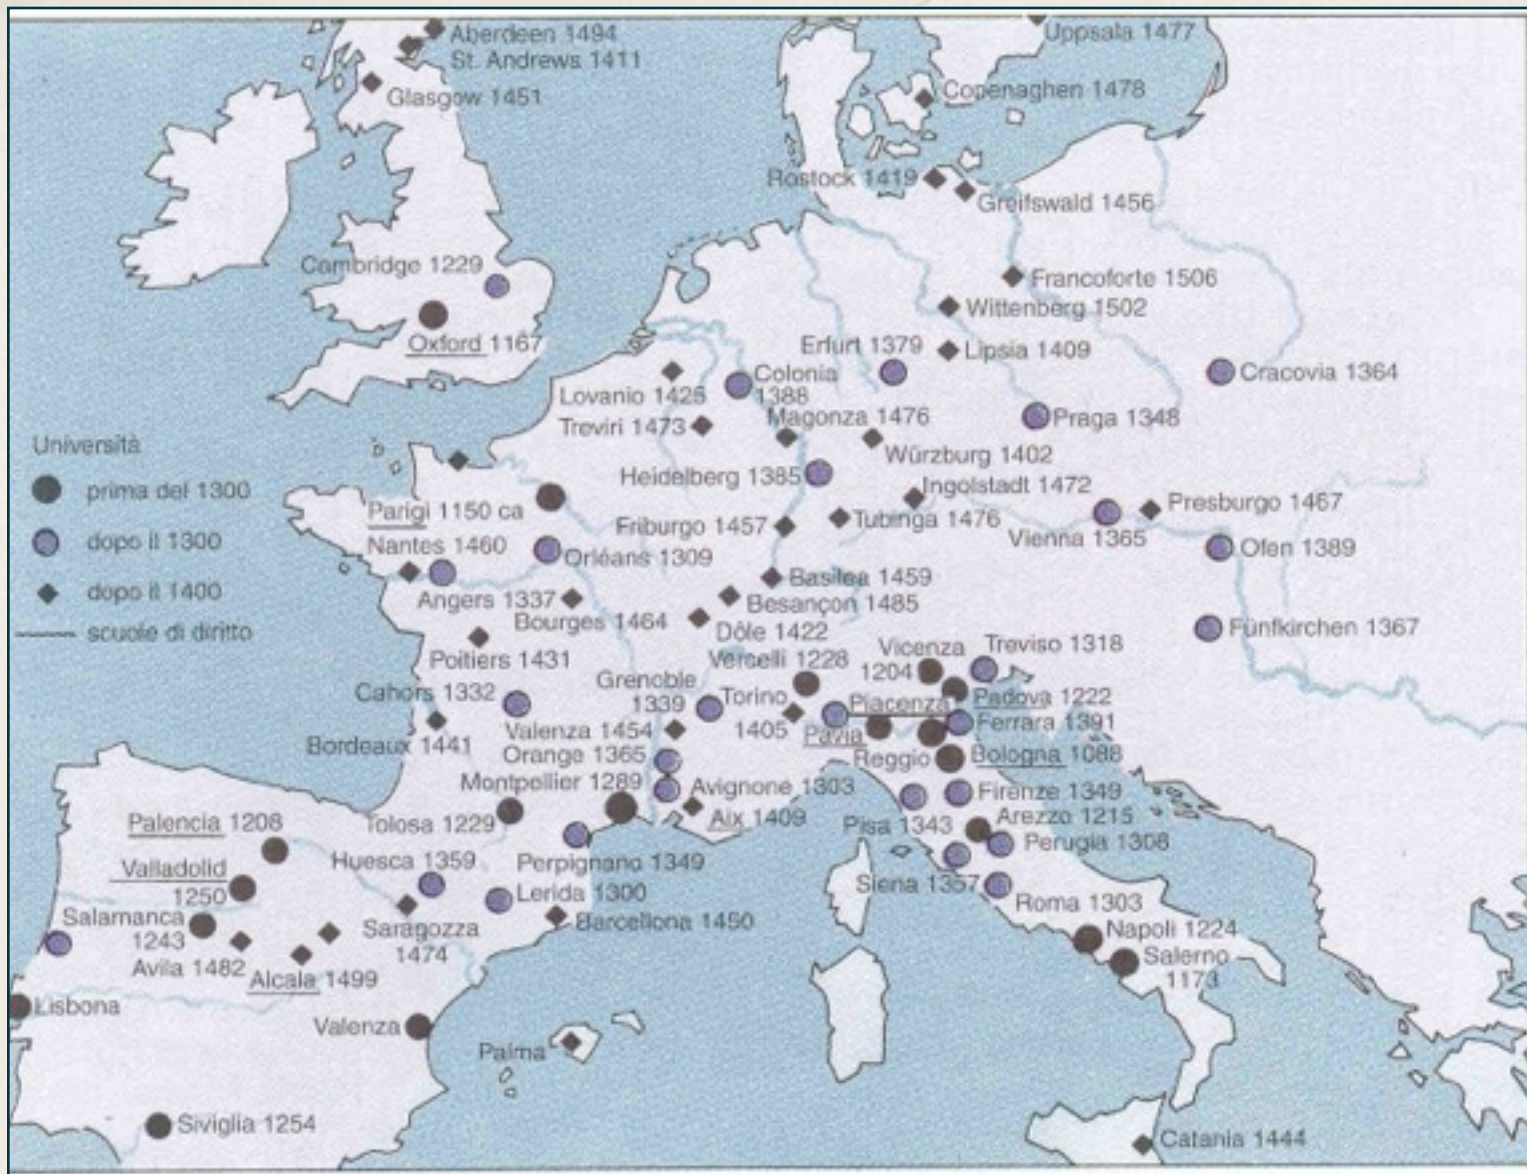 Aberdeen 1494
St. Andrews 1411
Glasgow 1451
Uppsala 1477
Copenaghen 1478
Rostock 1419
Greifswald 1456
Cambridge 1229
Oxford 1167
Francoforte 1506
Wittenberg 1502
Erfurt 1379
Lipsia 1409
Lovanio 1425
Colonia
1388
Cracovia 1364
Treviri 1473
Magonza 1476
Praga 1348
Würzburg 1402
Heidelberg 1385
Ingolstadt 1472
Università
prima del 1300
dopo il 1300
dopo il 1400
scuole di diritto
Parigi 1150 ca
Friburgo 1457
Tubinga 1476
Presburgo 1467
Vienna 1365
Nantes 1460
Orléans 1309
Ofen 1389
Angers 1337
Basilea 1459
Besançon 1485
Bourges 1464
Dôle 1422
Fünfkirchen 1367
Poitiers 1431
Vercelli 1228
Vicenza
1204
Treviso 1318
Cahors 1332
Grenoble
1339
Torino
1405
Piacenza
Padova 1222
Valenza 1454
Pavia
Ferrara 1391
Bordeaux 1441
Orange 1365
Reggio
Bologna 1088
Montpellier 1289
Avignone 1303
Firenze 1349
Tolosa 1229
Aix 1409
Pisa 1343
Arezzo 1215
Palencia 1208
Perugia 1308
Huesca 1359
Perpignano 1349
Valladolid
1250
Siena 1357
Lerida 1300
Roma 1303
Salamanca
1243
Saragozza
1474
Barcellona 1450
Napoli 1224
Avila 1482
Alcala 1499
Salerno
1173
Lisbona
Valenza
Palma
Siviglia 1254
Catania 1444